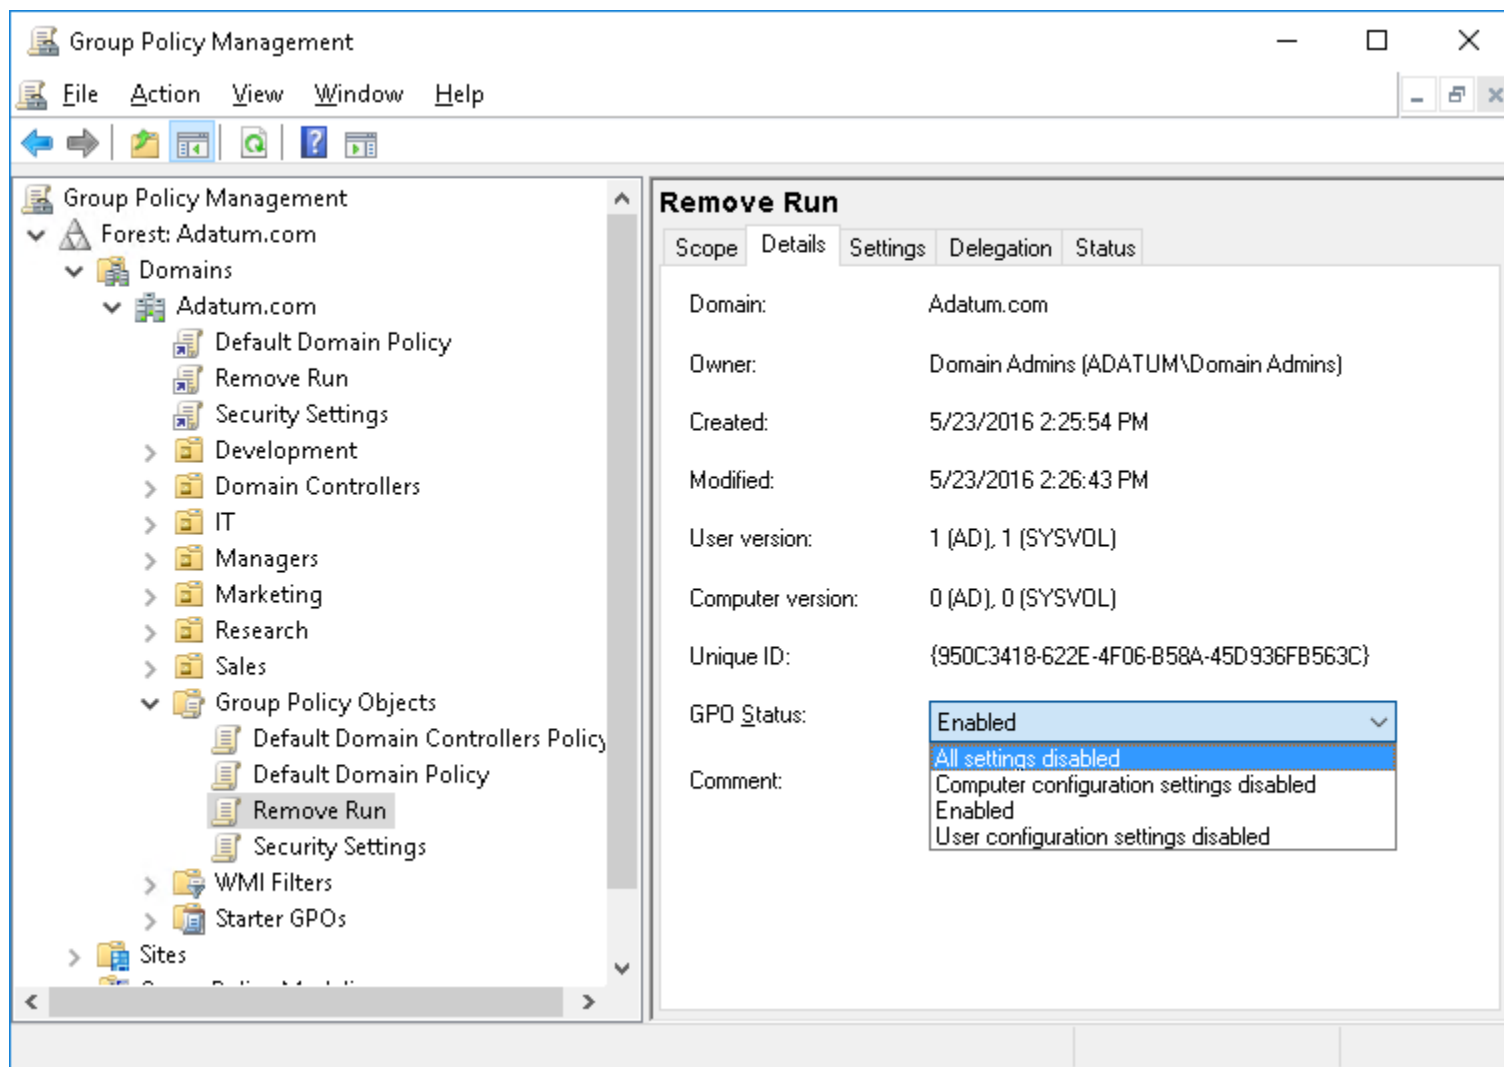 Group Policy Management
File Action View Window Help
Group Policy Management
Forest: Adatum.com
Domains
Adatum.com
Default Domain Policy
Remove Run
Security Settings
Development
Domain Controllers
IT
Managers
Marketing
Research
Sales
Group Policy Objects
Default Domain Controllers Policy
Default Domain Policy
Remove Run
Security Settings
WMI Filters
Starter GPOs
Sites
Remove Run
Scope Details Settings Delegation Status
Domain: Adatum.com
Owner: Domain Admins (ADATUM\Domain Admins)
Created: 5/23/2016 2:25:54 PM
Modified: 5/23/2016 2:26:43 PM
User version: 1 (AD), 1 (SYSVOL)
Computer version: 0 (AD), 0 (SYSVOL)
Unique ID: {950C3418-622E-4F06-B58A-45D936FB563C}
GPO Status: Enabled
All settings disabled
Computer configuration settings disabled
Enabled
User configuration settings disabled
Comment: